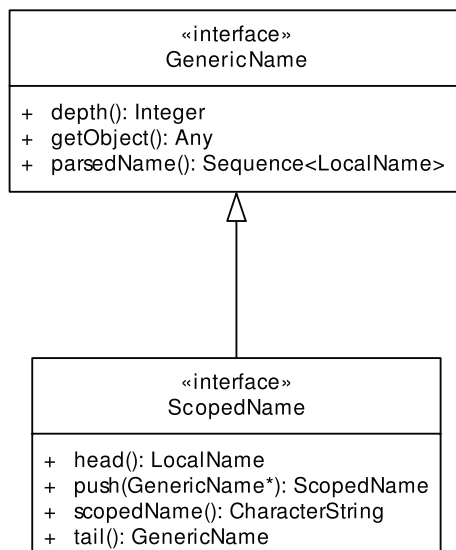 «interface»
GenericName
+ depth(): Integer
+ getObject(): Any
+ parsedName(): Sequence<LocalName>
«interface»
ScopedName
+ head(): LocalName
+ push(GenericName*): ScopedName
+ scopedName(): CharacterString
+ tail(): GenericName